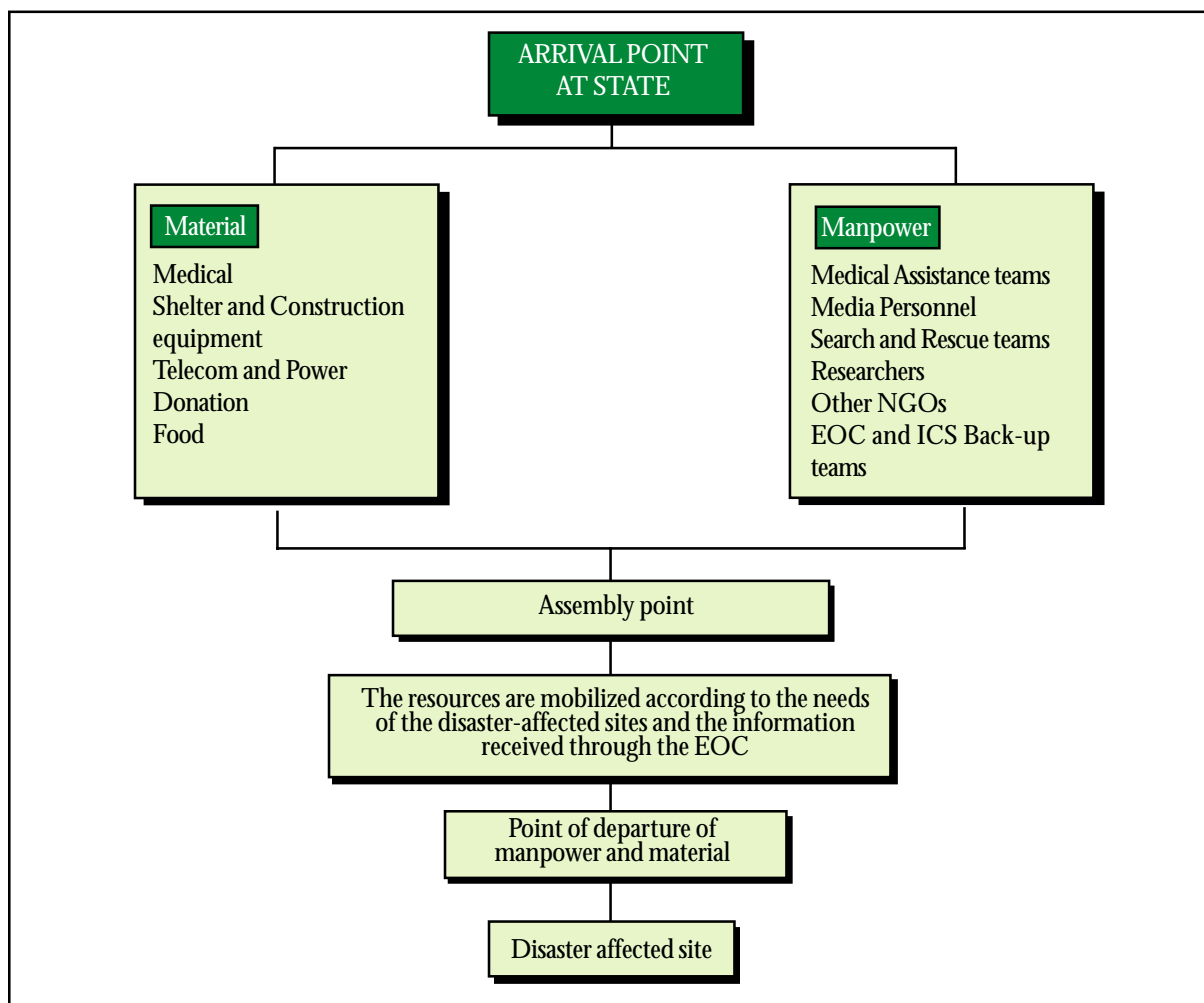 ARRIVAL POINT
AT STATE
Material
Medical
Shelter and Construction
equipment
Telecom and Power
Donation
Food
Manpower
Medical Assistance teams
Media Personnel
Search and Rescue teams
Researchers
Other NGOs
EOC and ICS Back-up
teams
Assembly point
The resources are mobilized according to the needs
of the disaster-affected sites and the information
received through the EOC
Point of departure of
manpower and material
Disaster affected site